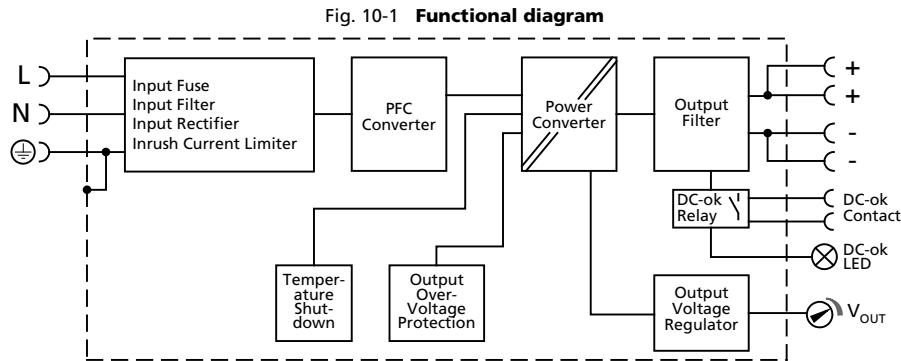 Fig. 10-1 Functional diagram
L
N
Input Fuse
Input Filter
Input Rectifier
Inrush Current Limiter
PFC
Converter
Power
Converter
Output
Filter
+
+
-
-
DC-ok
Relay
DC-ok
Contact
DC-ok
LED
Temper-
ature
Shut-
down
Output
Over-
Voltage
Protection
Output
Voltage
Regulator
VOUT